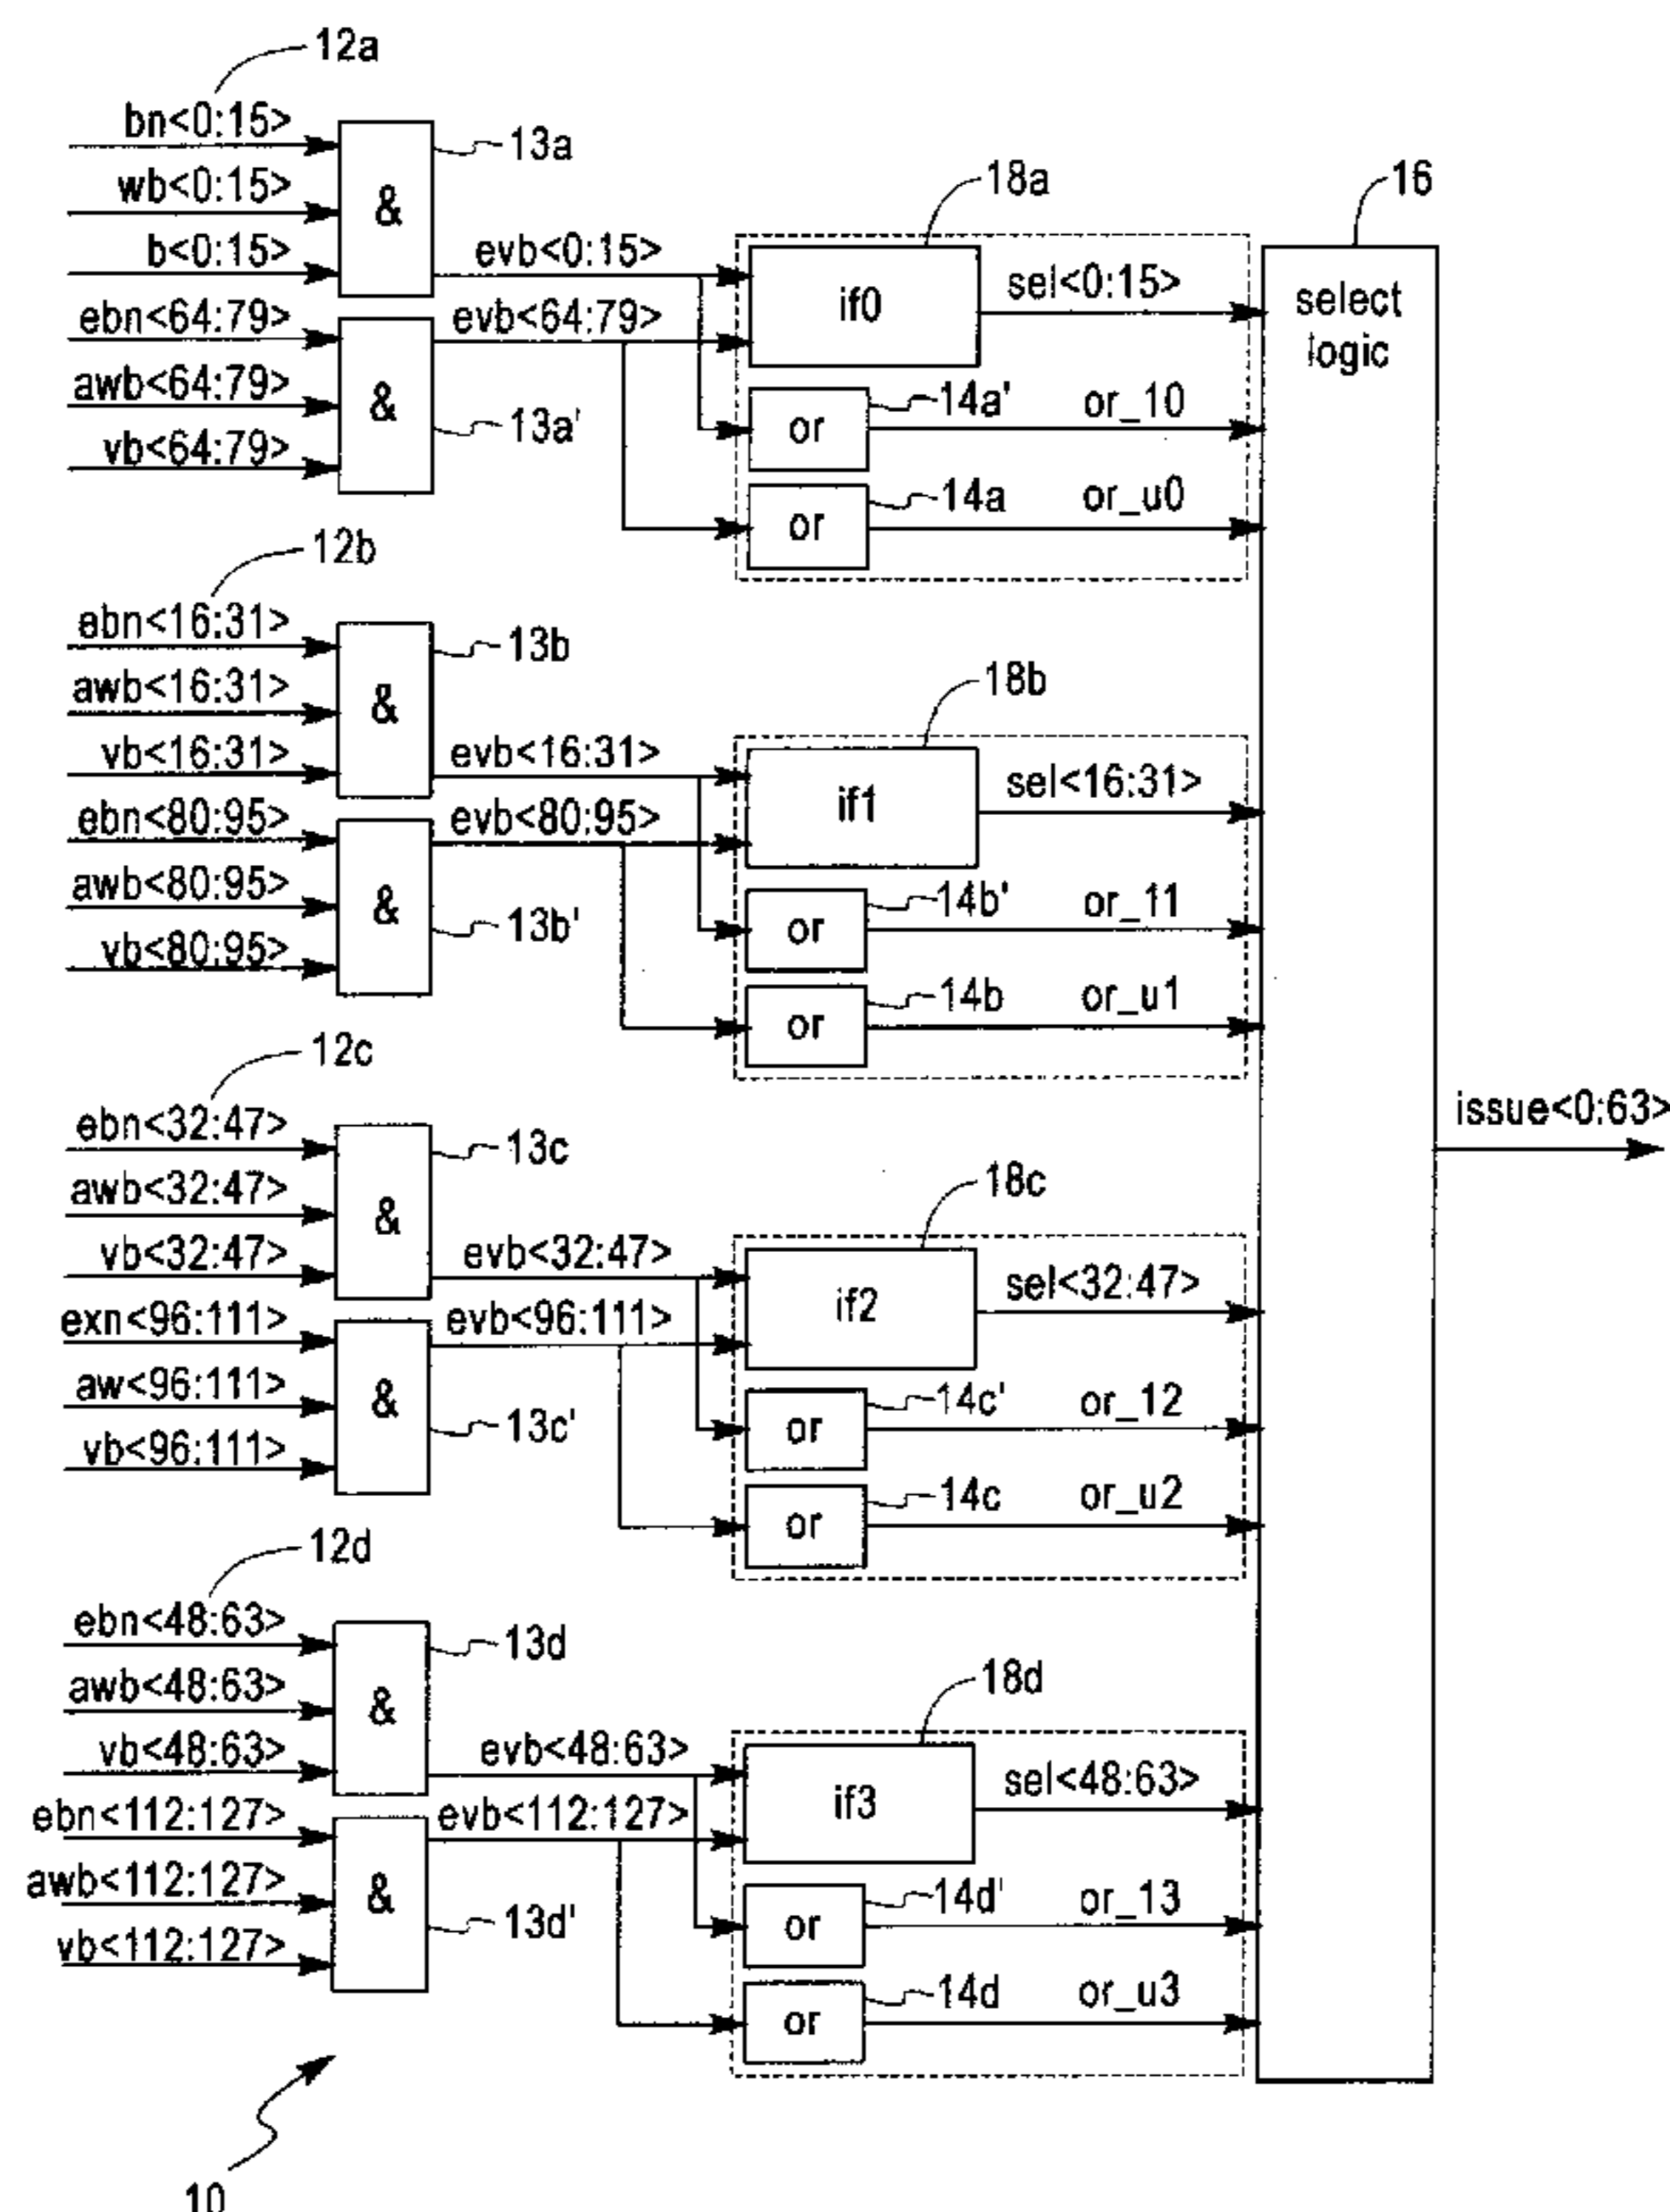 12a
bn<0:15>
wb<0:15>
b<0:15>
ebn<64:79>
awb<64:79>
vb<64:79>
&
13a
&
13a'
evb<0:15>
evb<64:79>
18a
if0
sel<0:15>
or
14a'
or_10
or
14a
or_u0
16
select
logic
12b
ebn<16:31>
awb<16:31>
vb<16:31>
ebn<80:95>
awb<80:95>
vb<80:95>
&
13b
&
13b'
evb<16:31>
evb<80:95>
18b
if1
sel<16:31>
or
14b'
or_11
or
14b
or_u1
issue<0:63>
12c
ebn<32:47>
awb<32:47>
vb<32:47>
exn<96:111>
aw<96:111>
vb<96:111>
&
13c
&
13c'
evb<32:47>
evb<96:111>
18c
if2
sel<32:47>
or
14c'
or_12
or
14c
or_u2
12d
ebn<48:63>
awb<48:63>
vb<48:63>
ebn<112:127>
awb<112:127>
vb<112:127>
&
13d
&
13d'
evb<48:63>
evb<112:127>
18d
if3
sel<48:63>
or
14d'
or_13
or
14d
or_u3
10